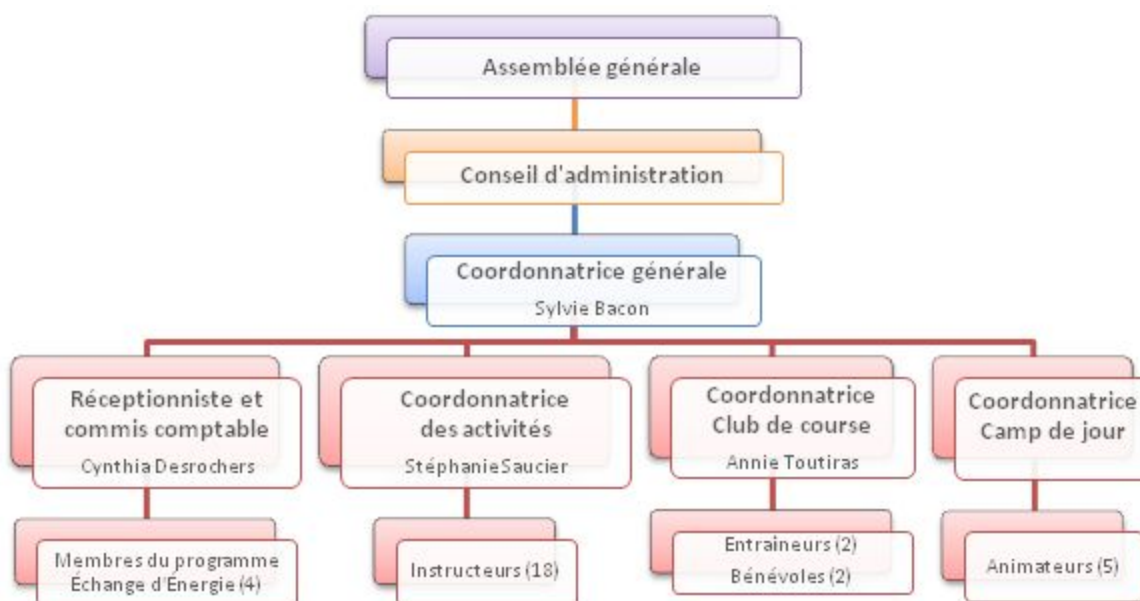 Assemblée générale
Conseil d'administration
Coordonnatrice générale
Sylvie Bacon
Réceptionniste et
commis comptable
Cynthia Desrochers
Coordonnatrice
des activités
Stéphanie Saucier
Coordonnatrice
Club de course
Annie Toutiras
Coordonnatrice
Camp de jour
Membres du programme
Échange d'Énergie (4)
Instructeurs (18)
Entraineurs (2)
Bénévoles (2)
Animateurs (5)